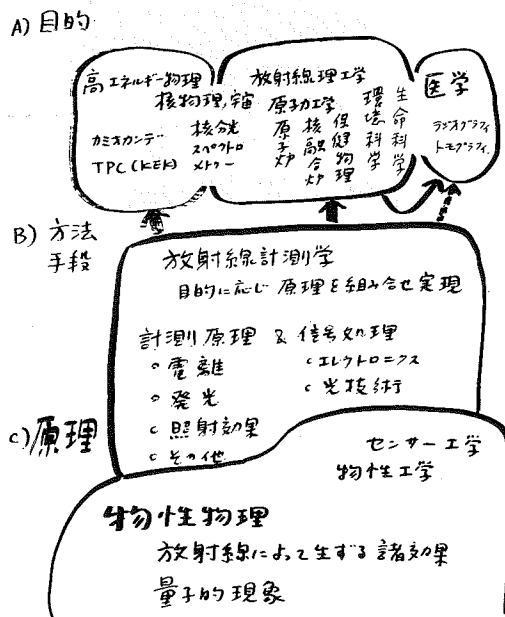 A) 目的
高エネルギー物理
核物理,宇宙
カミオカンデ
TPC(KEK)
核分光
スペクトロ
メトリー
放射線理工学
原子力工学
原子炉
核融合炉
保健物理
環境科学
生命科学
医学
ラジオグラフィ
トモグラフィ
B) 方法
手段
放射線計測学
目的に応じ 原理を組み合せ実現
計測原理 & 信号処理
○ 電離
○ 発光
○ 照射効果
○ その他
○ エレクトロニクス
○ 光技術
C) 原理
センサー工学
物性工学
物性物理
放射線によって生ずる諸効果
量子的現象